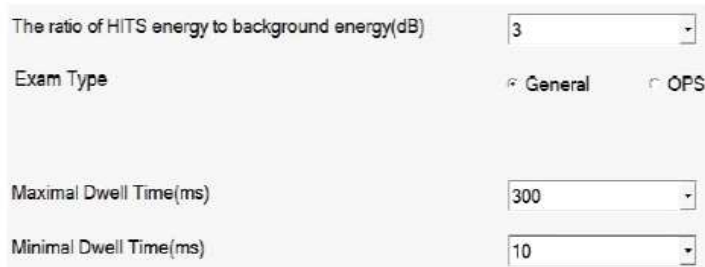 The ratio of HITS energy to background energy(dB) 3
Exam Type General OPS
Maximal Dwell Time(ms) 300
Minimal Dwell Time(ms) 10